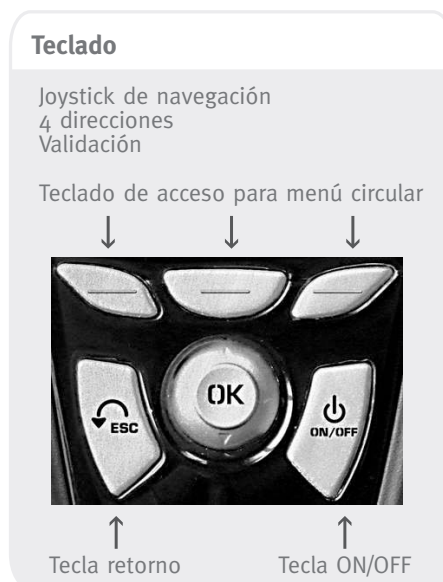 Teclado
Joystick de navegación
4 direcciones
Validación
Teclado de acceso para menú circular
OK
ESC
ON/OFF
Tecla retorno
Tecla ON/OFF